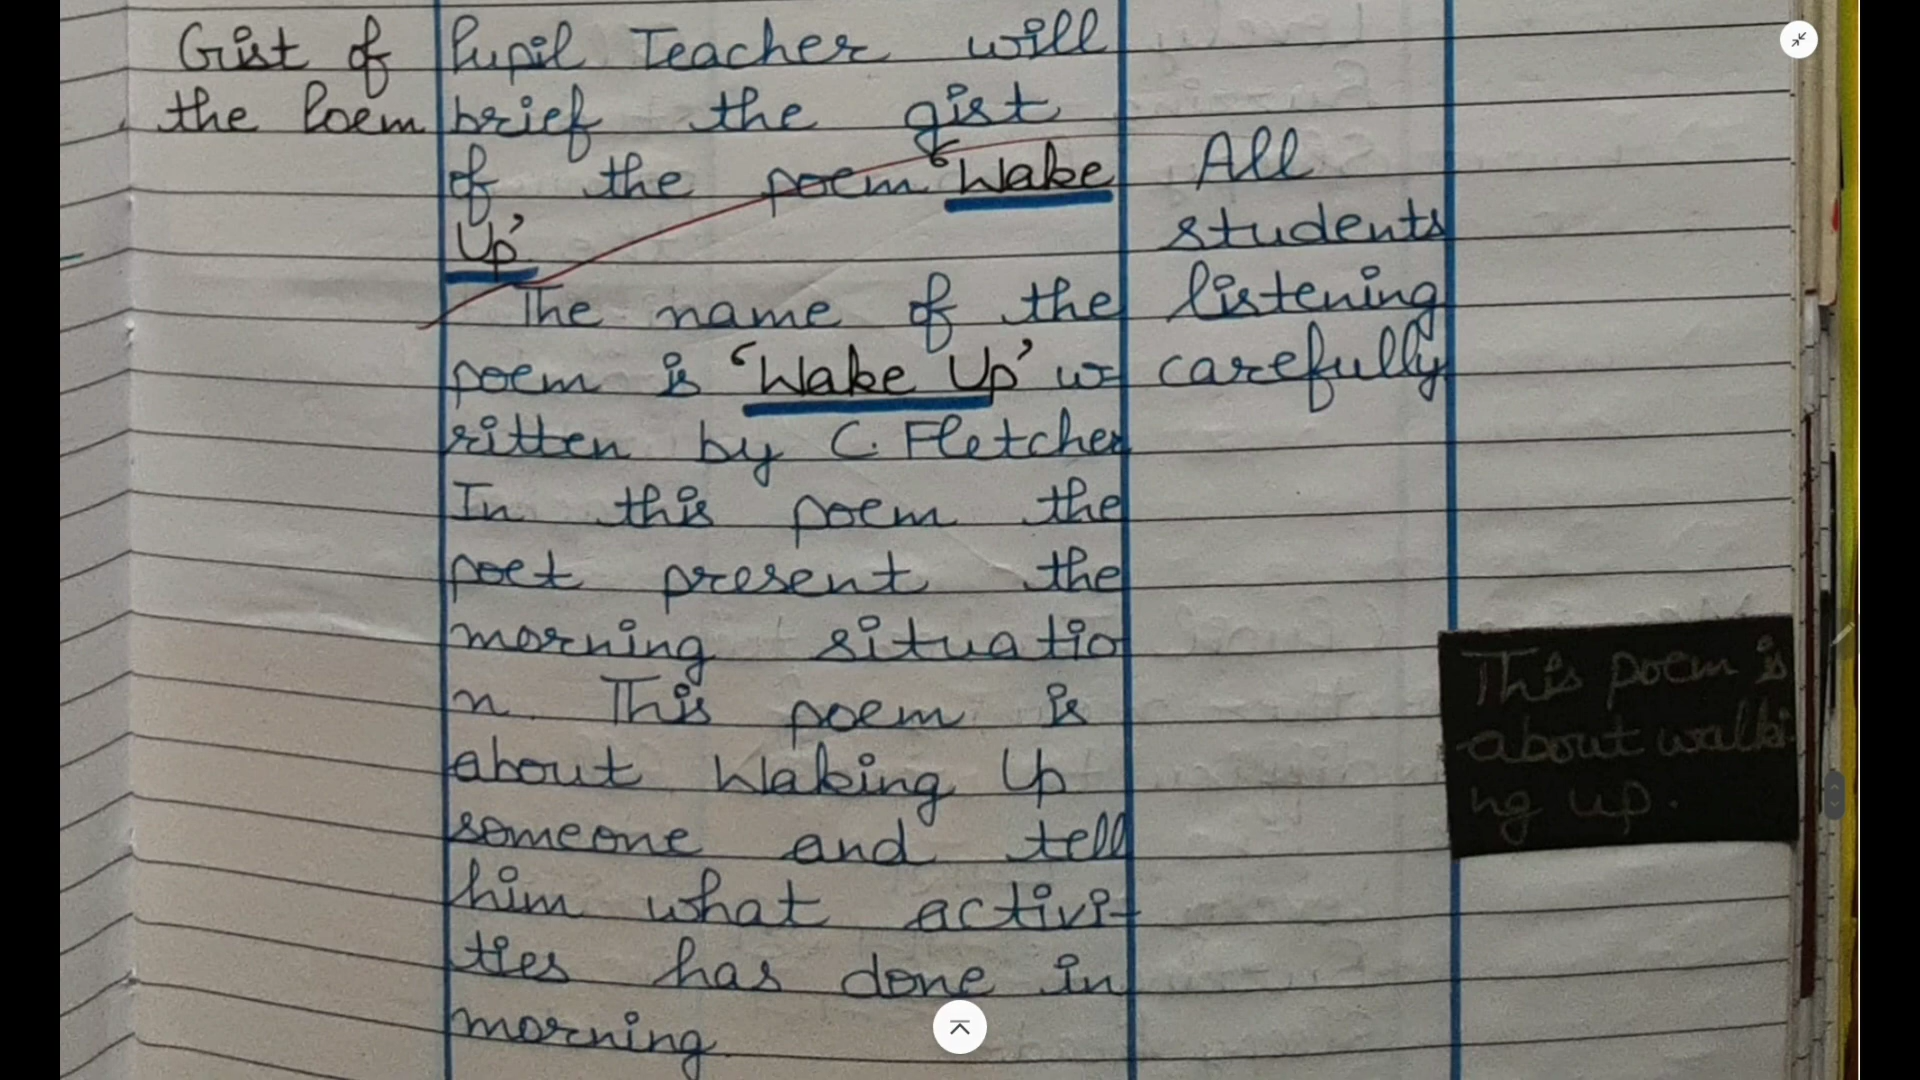 Gist of
the Poem
Pupil Teacher will
brief the gist
of the poem 'Wake
Up'
The name of the
poem is 'Wake Up' w-
ritten by C. Fletcher
In this poem the
poet present the
morning situatio
n. This poem is
about Waking Up
someone and tell
him what activi-
ties has done in
morning
All
students
listening
carefully
This poem is
about walki
ng up.